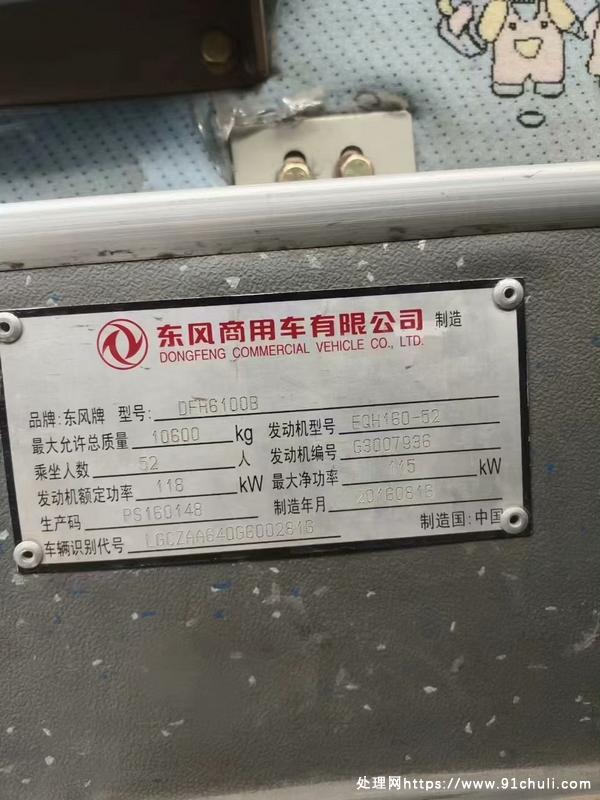 东风商用车有限公司 制造
DONGFENG COMMERCIAL VEHICLE CO., LTD.
品牌: 东风牌 型号: DFH6100B
最大允许总质量 10600 kg 发动机型号 EQH160-52
乘坐人数 52 人 发动机编号 G3007936
发动机额定功率 118 kW 最大净功率 115 kW
生产码 PS160148 制造年月 20160816
车辆识别代号 LGCZAA640G6002816 制造国: 中国
处理网https://www.91chuli.com